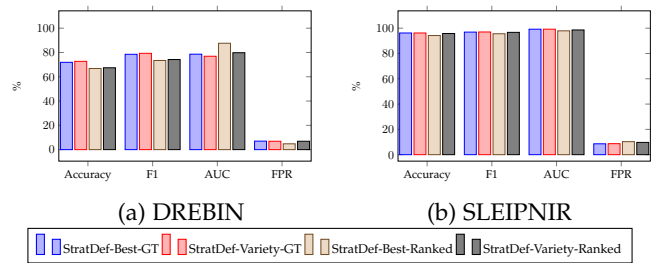 100
80
60
40
20
0
%
Accuracy F1 AUC FPR
(a) DREBIN
100
80
60
40
20
0
%
Accuracy F1 AUC FPR
(b) SLEIPNIR
StratDef-Best-GT StratDef-Variety-GT StratDef-Best-Ranked StratDef-Variety-Ranked